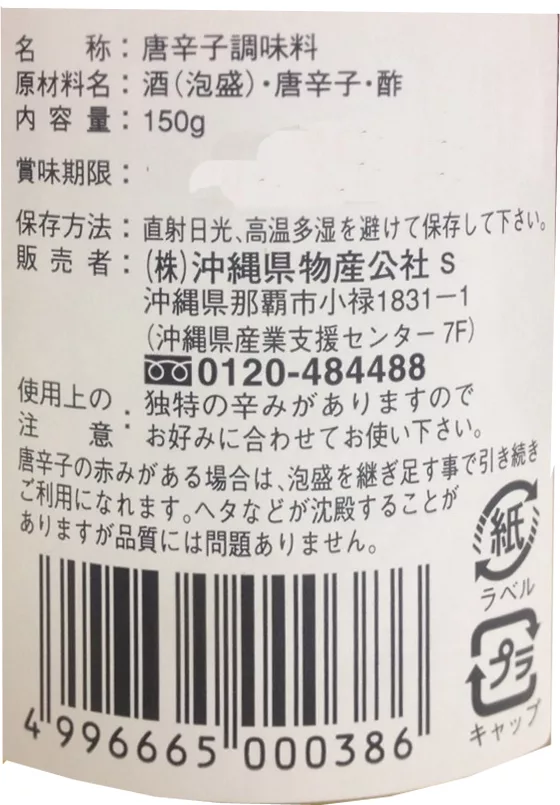 名　　称：唐辛子調味料
原材料名：酒（泡盛）・唐辛子・酢
内 容 量：150g
賞味期限：
保存方法：直射日光、高温多湿を避けて保存して下さい。
販 売 者：（株）沖縄県物産公社 S
沖縄県那覇市小禄1831ー1
（沖縄県産業支援センター 7F）
0120-484488
使用上の注　　意：独特の辛みがありますので
お好みに合わせてお使い下さい。
唐辛子の赤みがある場合は、泡盛を継ぎ足す事で引き続き
ご利用になれます。ヘタなどが沈殿することが
ありますが品質には問題ありません。
紙
ラベル
プラ
キャップ
4 996665 000386